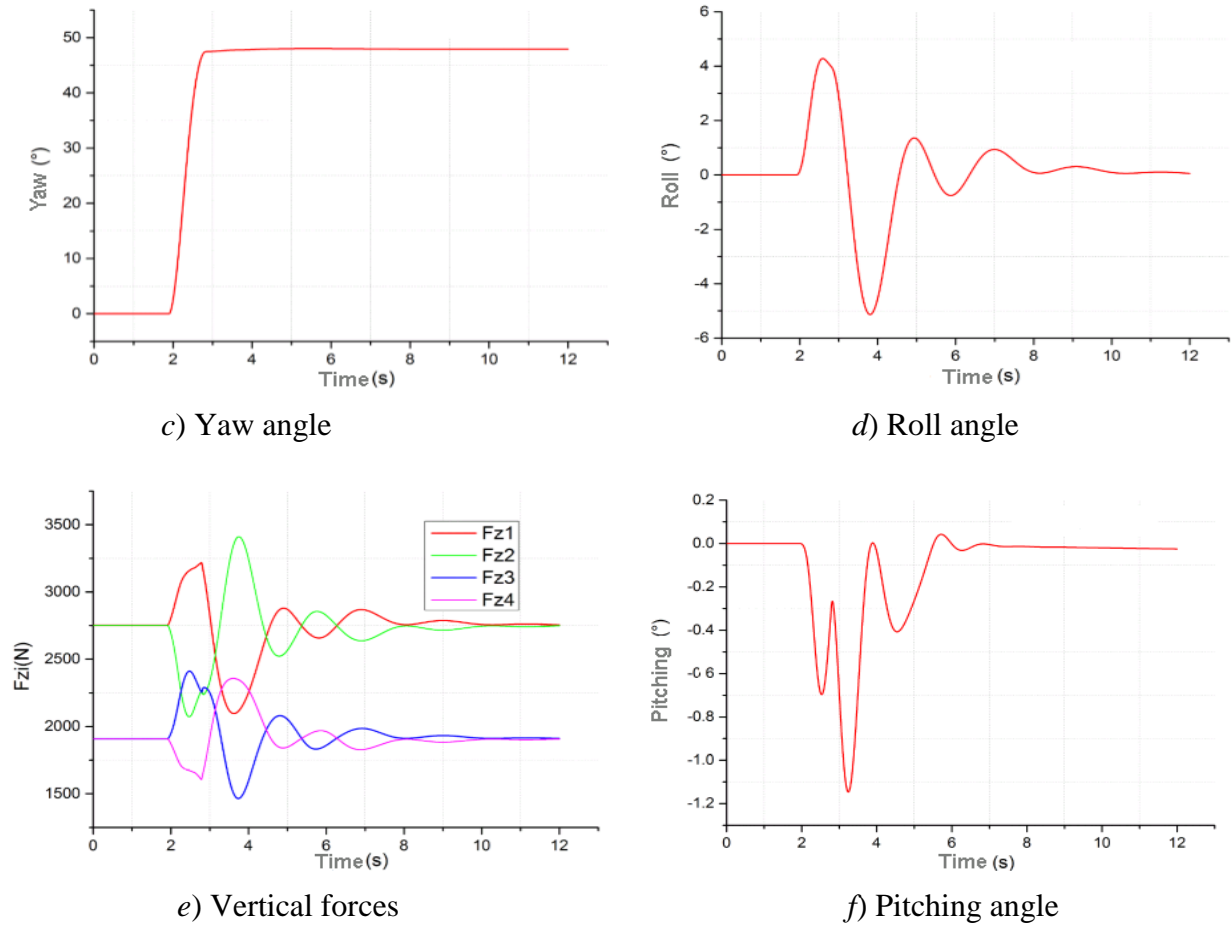 50
40
30
20
10
0
Yaw (°)
0 2 4 6 8 10 12
Time (s)
c) Yaw angle
6
4
2
0
-2
-4
-6
Roll (°)
0 2 4 6 8 10 12
Time (s)
d) Roll angle
3500
3000
2500
2000
1500
Fzi(N)
Fz1
Fz2
Fz3
Fz4
0 2 4 6 8 10 12
Time (s)
e) Vertical forces
0.2
0.0
-0.2
-0.4
-0.6
-0.8
-1.0
-1.2
Pitching (°)
0 2 4 6 8 10 12
Time (s)
f) Pitching angle